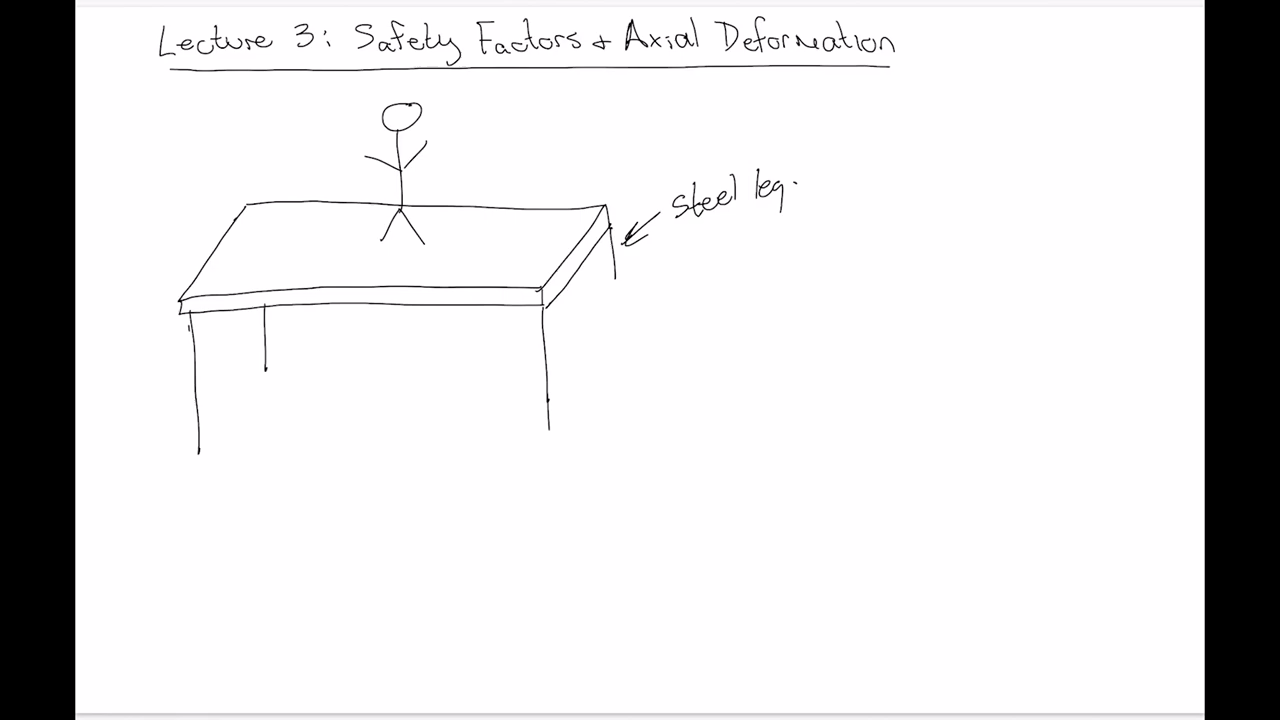 Lecture 3: Safety Factors + Axial Deformation
steel leg.